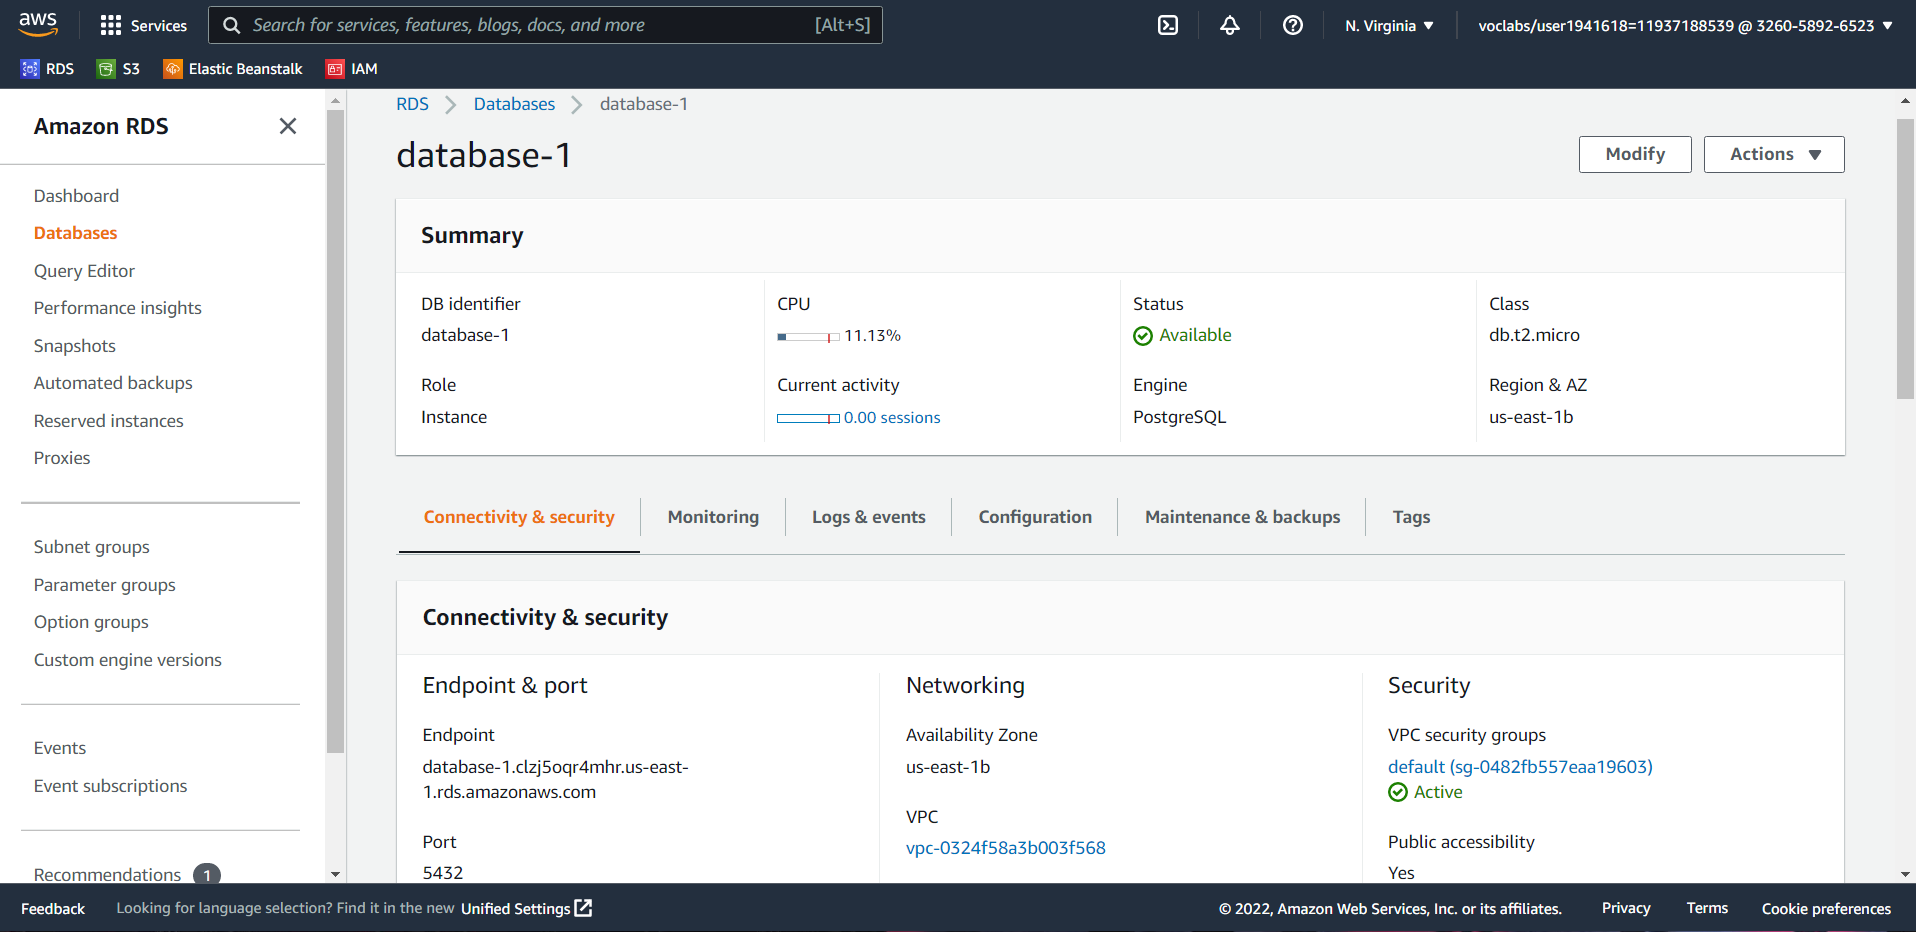 aws
Services
Search for services, features, blogs, docs, and more
[Alt+S]
N. Virginia
voclabs/user1941618=11937188539 @ 3260-5892-6523
RDS
S3
Elastic Beanstalk
IAM
Amazon RDS
Dashboard
Databases
Query Editor
Performance insights
Snapshots
Automated backups
Reserved instances
Proxies
Subnet groups
Parameter groups
Option groups
Custom engine versions
Events
Event subscriptions
Recommendations 1
RDS
Databases
database-1
database-1
Modify
Actions
Summary
DB identifier
database-1
CPU
11.13%
Status
Available
Class
db.t2.micro
Role
Instance
Current activity
0.00 sessions
Engine
PostgreSQL
Region & AZ
us-east-1b
Connectivity & security
Monitoring
Logs & events
Configuration
Maintenance & backups
Tags
Connectivity & security
Endpoint & port
Endpoint
database-1.clzj5oqr4mhr.us-east-
1.rds.amazonaws.com
Port
5432
Networking
Availability Zone
us-east-1b
VPC
vpc-0324f58a3b003f568
Security
VPC security groups
default (sg-0482fb557eaa19603)
Active
Public accessibility
Yes
Feedback
Looking for language selection? Find it in the new Unified Settings
© 2022, Amazon Web Services, Inc. or its affiliates.
Privacy
Terms
Cookie preferences